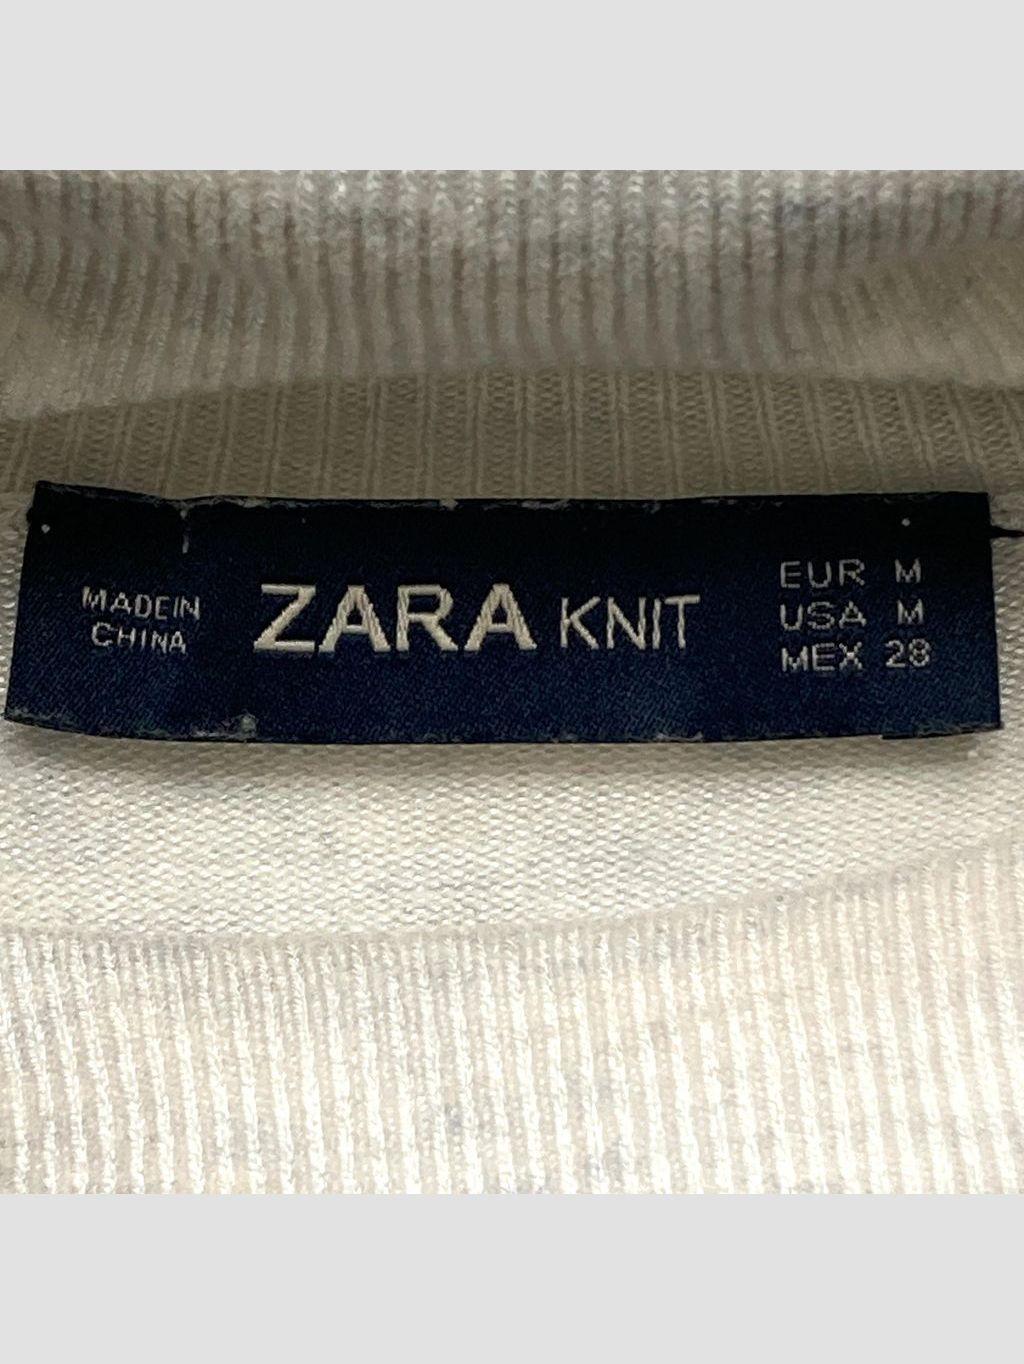 MADE IN
CHINA
ZARA KNIT
EUR M
USA M
MEX 28